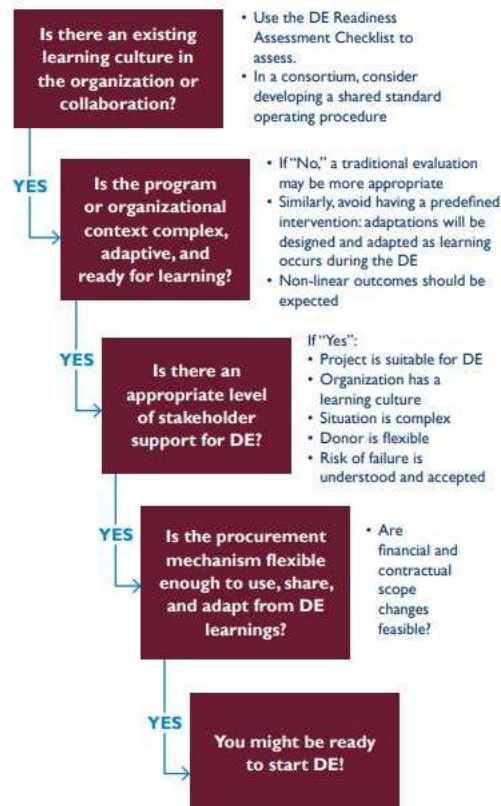 Is there an existing
learning culture in
the organization or
collaboration?
• Use the DE Readiness
Assessment Checklist to
assess.
• In a consortium, consider
developing a shared standard
operating procedure
YES
Is the program
or organizational
context complex,
adaptive, and
ready for learning?
• If “No,” a traditional evaluation
may be more appropriate
• Similarly, avoid having a predefined
intervention: adaptations will be
designed and adapted as learning
occurs during the DE
• Non-linear outcomes should be
expected
YES
Is there an
appropriate level
of stakeholder
support for DE?
If “Yes”:
• Project is suitable for DE
• Organization has a
learning culture
• Situation is complex
• Donor is flexible
• Risk of failure is
understood and accepted
YES
Is the procurement
mechanism flexible
enough to use, share,
and adapt from DE
learnings?
• Are
financial and
contractual
scope
changes
feasible?
YES
You might be ready
to start DE!